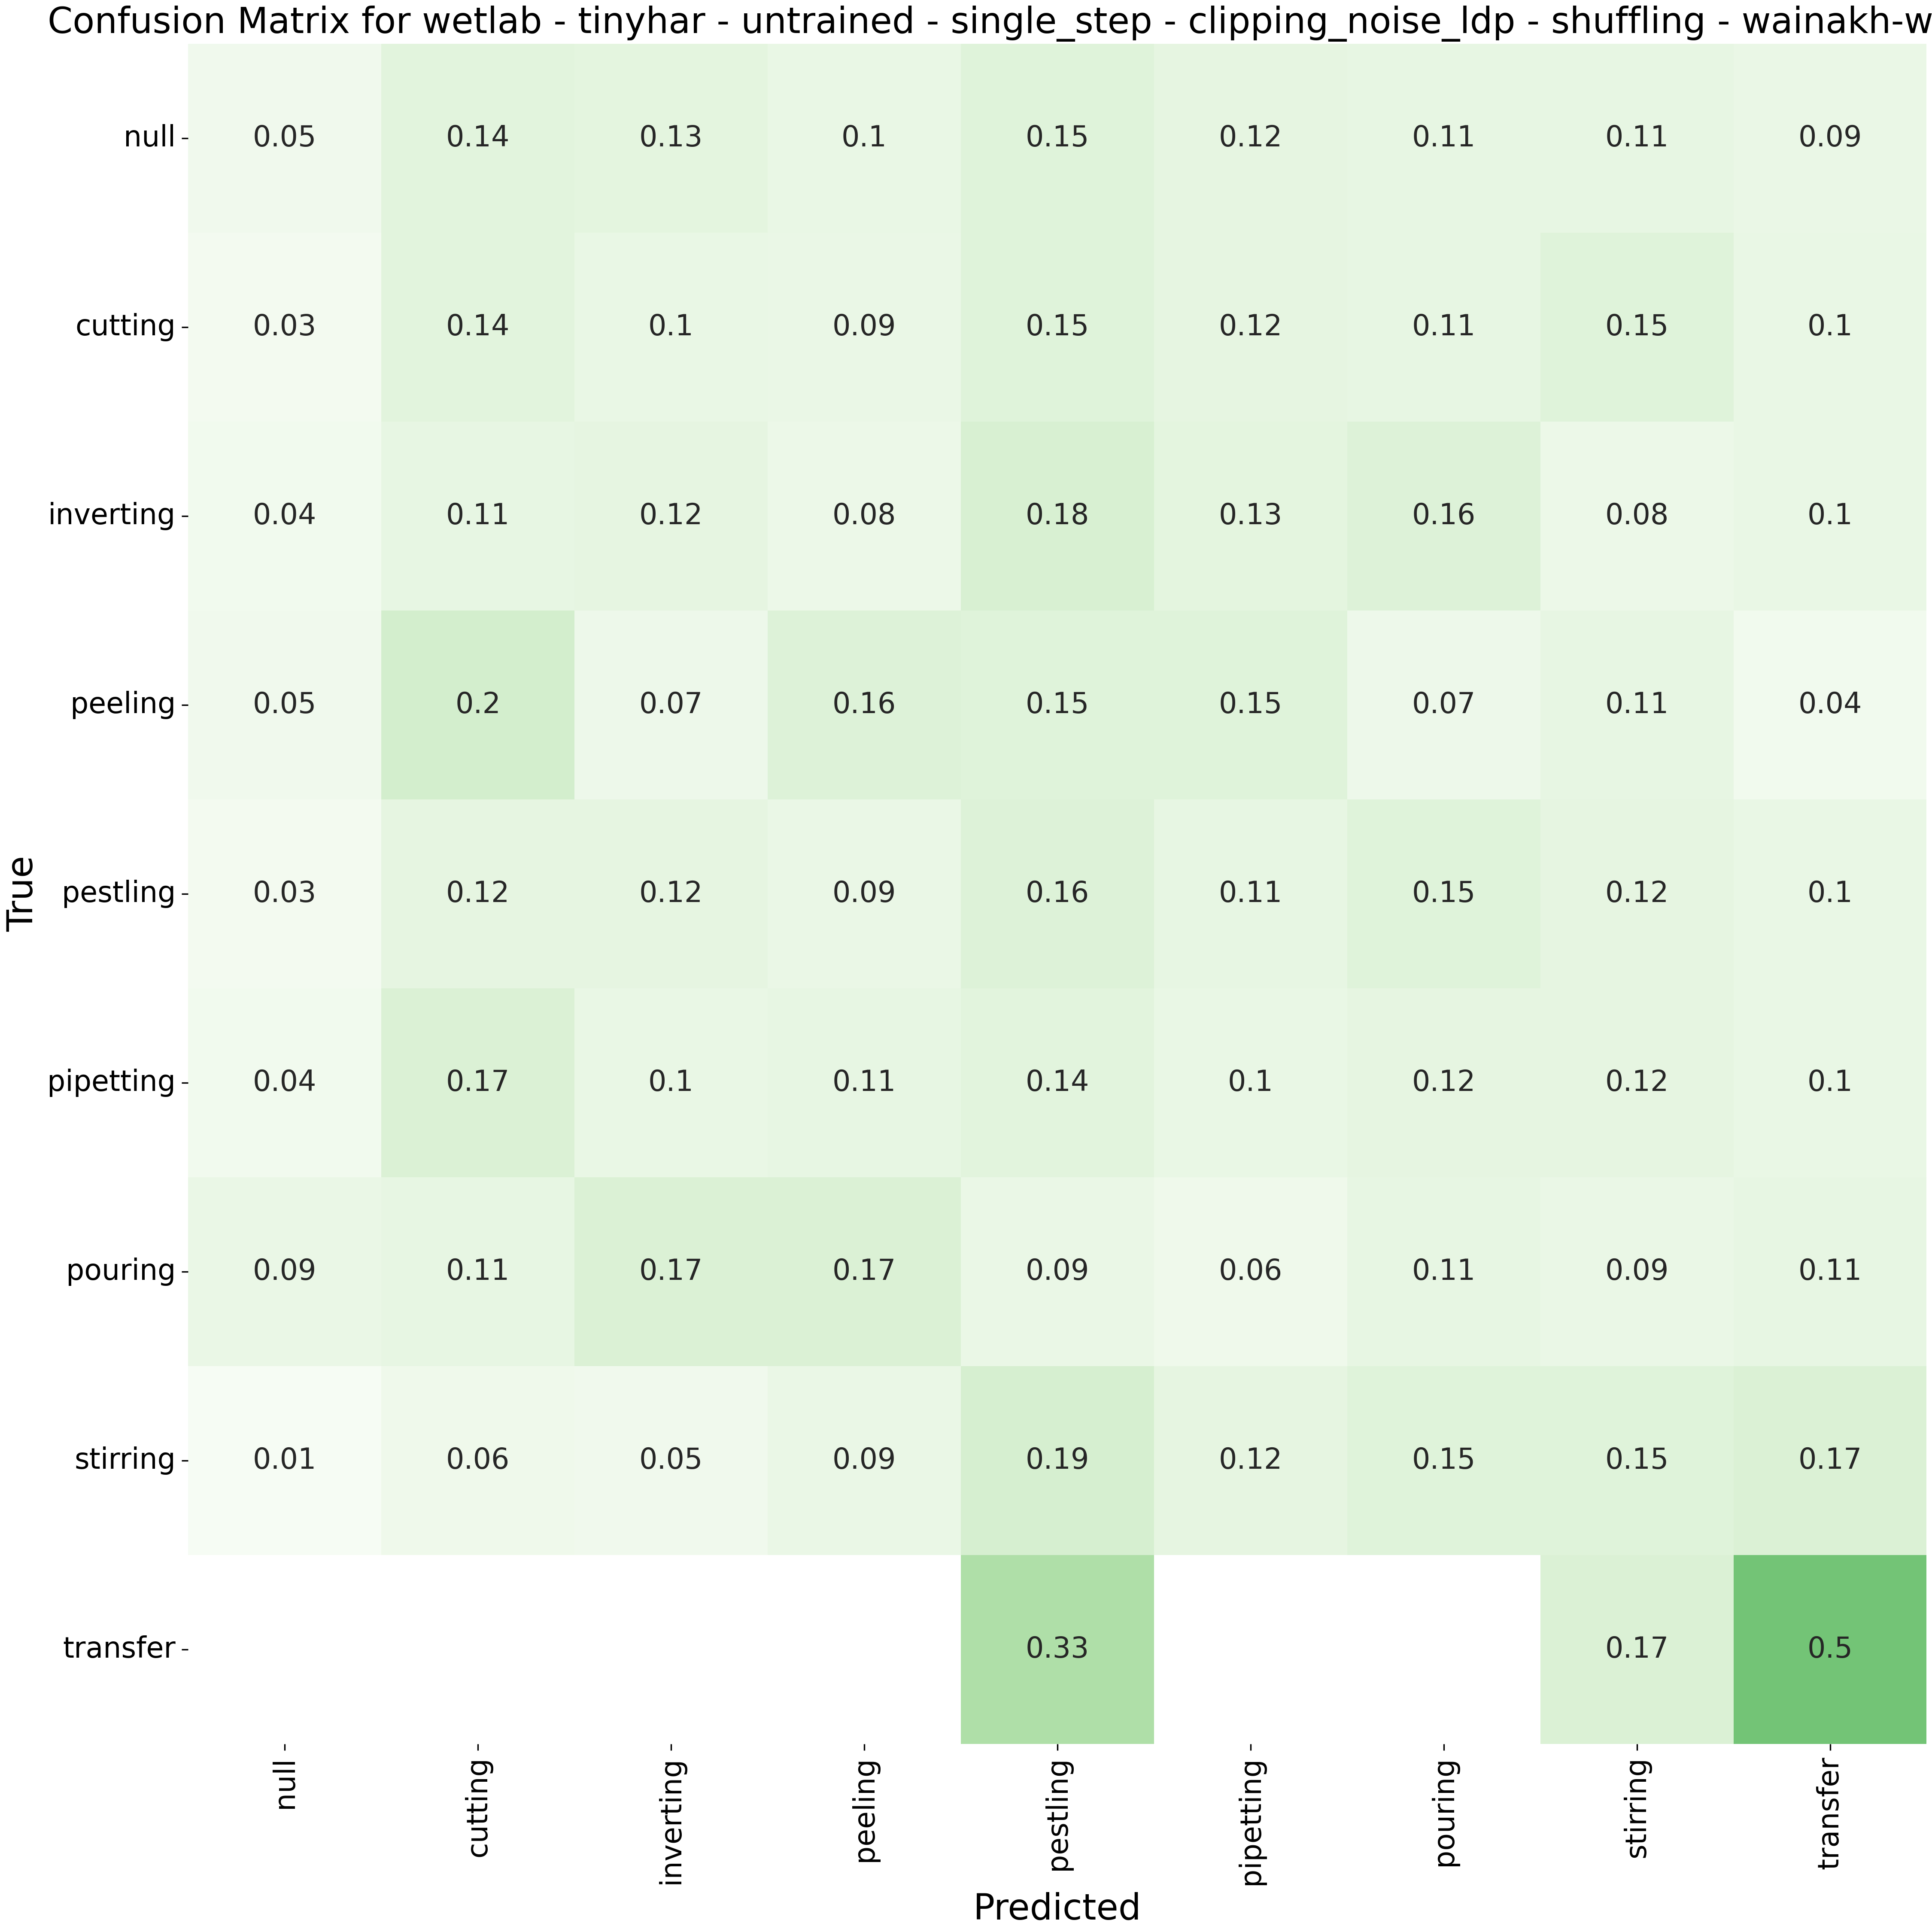 Confusion Matrix for wetlab - tinyhar - untrained - single_step - clipping_noise_ldp - shuffling - wainakh-w
null 0.05 0.14 0.13 0.1 0.15 0.12 0.11 0.11 0.09
cutting 0.03 0.14 0.1 0.09 0.15 0.12 0.11 0.15 0.1
inverting 0.04 0.11 0.12 0.08 0.18 0.13 0.16 0.08 0.1
peeling 0.05 0.2 0.07 0.16 0.15 0.15 0.07 0.11 0.04
pestling 0.03 0.12 0.12 0.09 0.16 0.11 0.15 0.12 0.1
pipetting 0.04 0.17 0.1 0.11 0.14 0.1 0.12 0.12 0.1
pouring 0.09 0.11 0.17 0.17 0.09 0.06 0.11 0.09 0.11
stirring 0.01 0.06 0.05 0.09 0.19 0.12 0.15 0.15 0.17
transfer 0.33 0.17 0.5
True
null cutting inverting peeling pestling pipetting pouring stirring transfer
Predicted